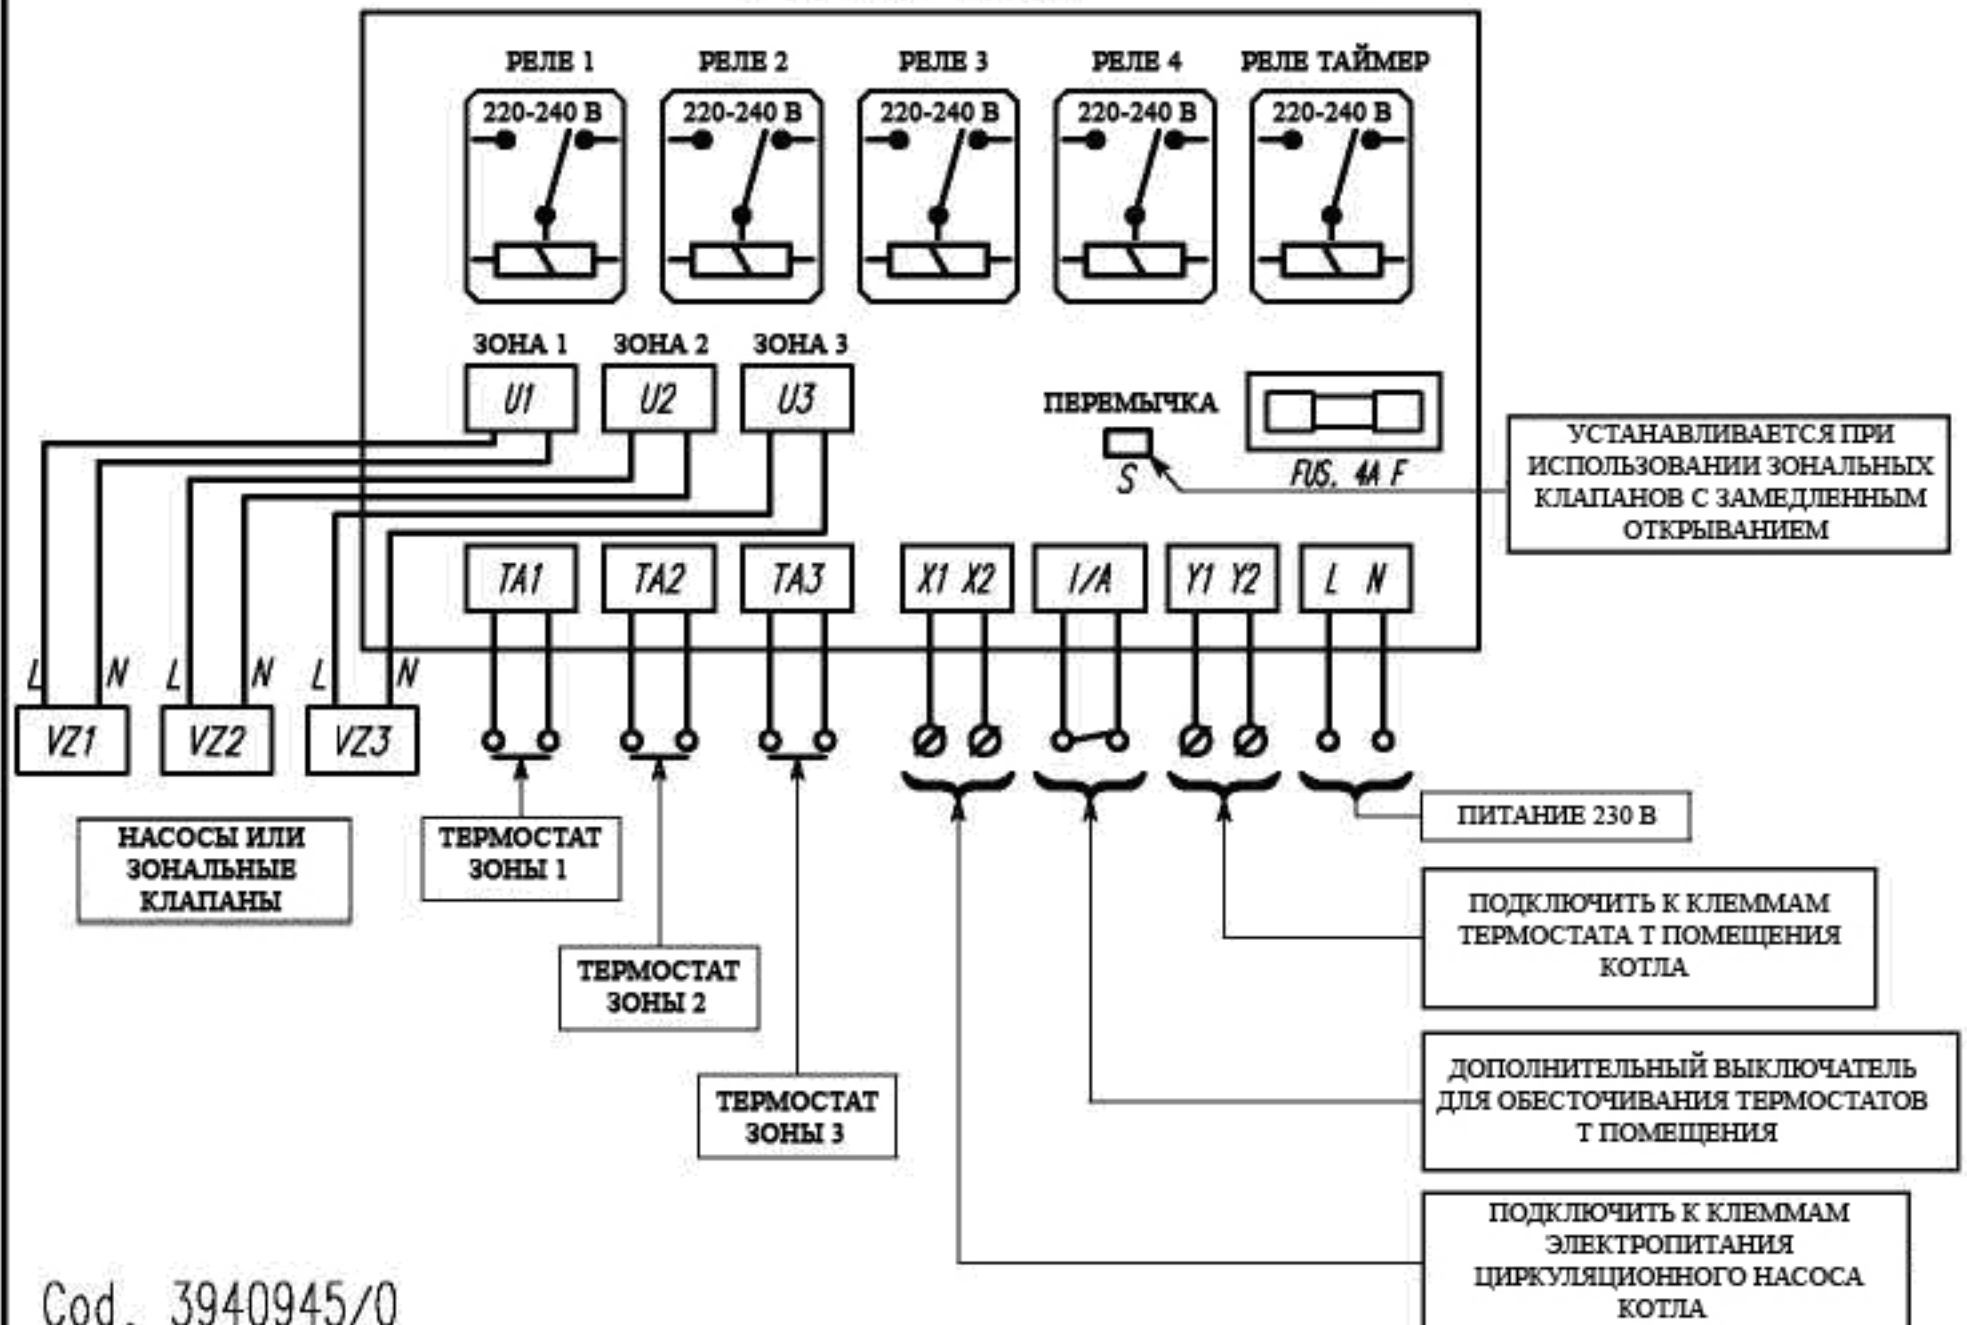 РЕЛЕ 1 РЕЛЕ 2 РЕЛЕ 3 РЕЛЕ 4 РЕЛЕ ТАЙМЕР
220-240 В 220-240 В 220-240 В 220-240 В 220-240 В
ЗОНА 1 ЗОНА 2 ЗОНА 3
U1 U2 U3
ПЕРЕМЫЧКА
S
FUS. 4A F
УСТАНАВЛИВАЕТСЯ ПРИ
ИСПОЛЬЗОВАНИИ ЗОНАЛЬНЫХ
КЛАПАНОВ С ЗАМЕДЛЕННЫМ
ОТКРЫВАНИЕМ
TA1 TA2 TA3 X1 X2 I/A Y1 Y2 L N
L N L N L N
VZ1 VZ2 VZ3
НАСОСЫ ИЛИ
ЗОНАЛЬНЫЕ
КЛАПАНЫ
ТЕРМОСТАТ
ЗОНЫ 1
ТЕРМОСТАТ
ЗОНЫ 2
ТЕРМОСТАТ
ЗОНЫ 3
ПИТАНИЕ 230 В
ПОДКЛЮЧИТЬ К КЛЕММАМ
ТЕРМОСТАТА Т ПОМЕЩЕНИЯ
КОТЛА
ДОПОЛНИТЕЛЬНЫЙ ВЫКЛЮЧАТЕЛЬ
ДЛЯ ОБЕСТОЧИВАНИЯ ТЕРМОСТАТОВ
Т ПОМЕЩЕНИЯ
ПОДКЛЮЧИТЬ К КЛЕММАМ
ЭЛЕКТРОПИТАНИЯ
ЦИРКУЛЯЦИОННОГО НАСОСА
КОТЛА
Cod. 3940945/0